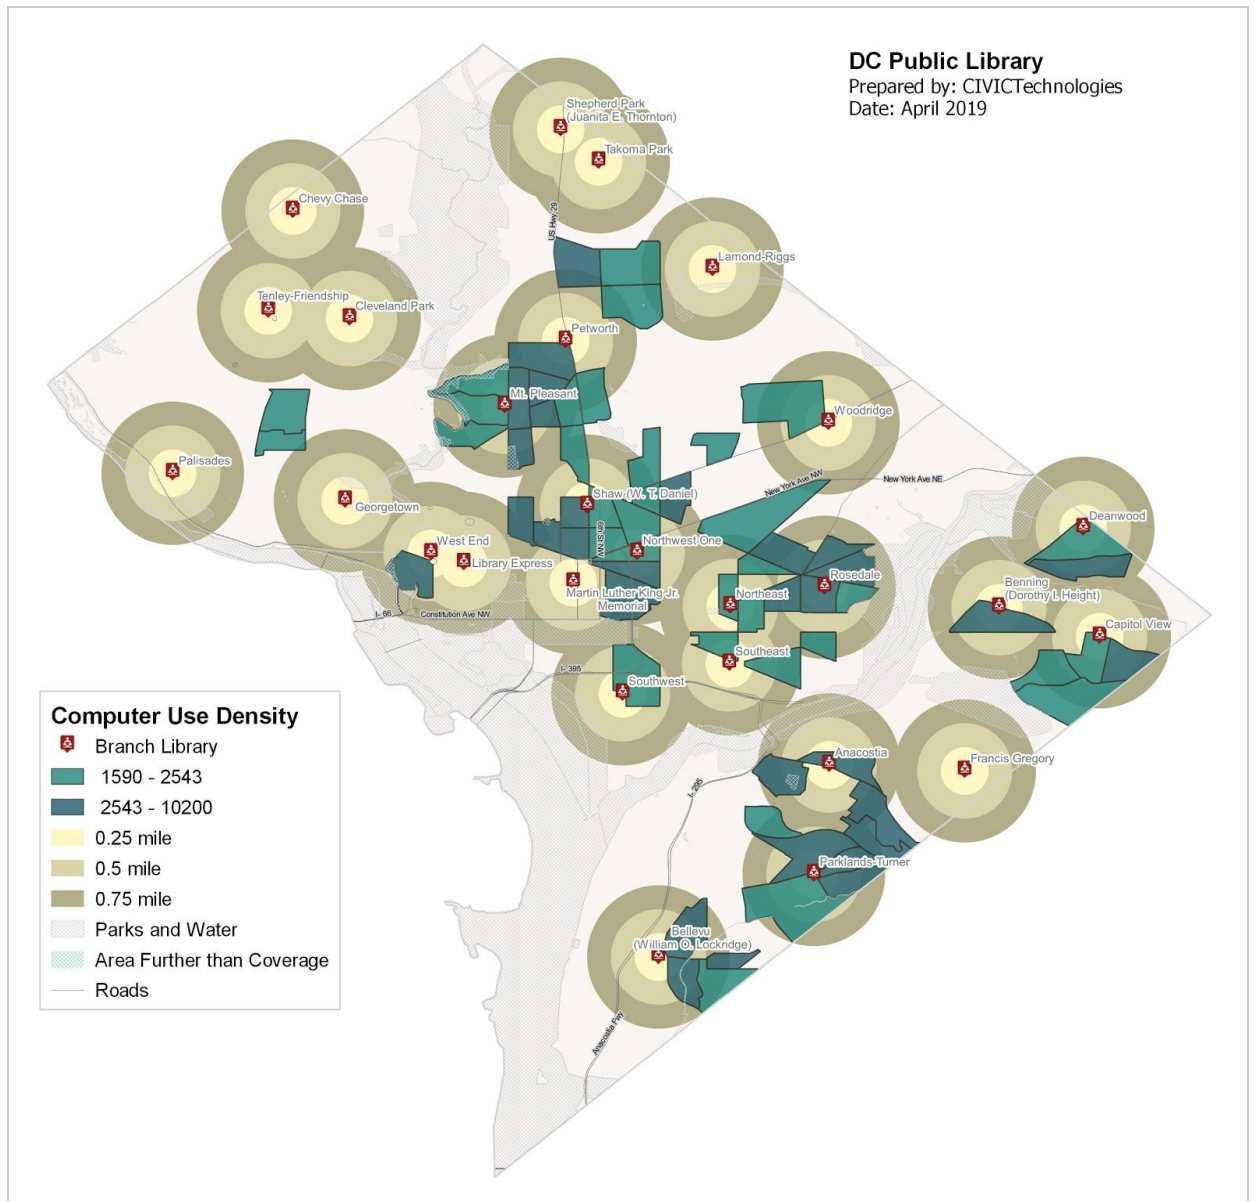 DC Public Library
Prepared by: CIVICTechnologies
Date: April 2019
Shepherd Park
(Juanita E. Thornton)
Takoma Park
Chevy Chase
US Hwy 29
Lamond-Riggs
Tenley-Friendship
Cleveland Park
Petworth
Mt. Pleasant
Woodridge
Palisades
New York Ave NW
New York Ave NE
Georgetown
Shaw (W. T. Daniel)
6th St NW
Deanwood
West End
Library Express
Northwest One
Martin Luther King Jr.
Memorial
Northeast
Rosedale
Benning
(Dorothy I. Height)
Capitol View
I- 66
Constitution Ave NW
Southeast
I- 395
Southwest
Anacostia
Francis Gregory
I- 295
Parklands-Turner
Bellevu
(William O. Lockridge)
Anacostia Fwy
Computer Use Density
Branch Library
1590 - 2543
2543 - 10200
0.25 mile
0.5 mile
0.75 mile
Parks and Water
Area Further than Coverage
Roads